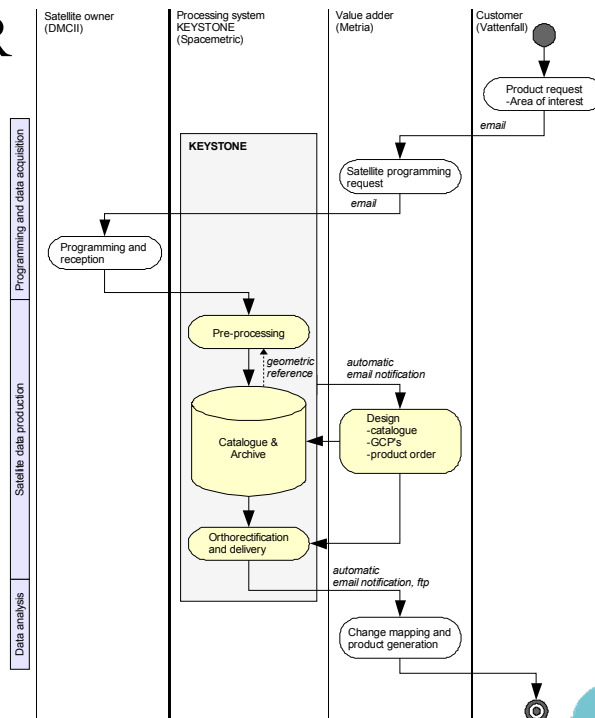 R
Satellite owner
(DMCII)
Processing system
KEYSTONE
(Spacemetric)
Value adder
(Metria)
Customer
(Vattenfall)
Product request
-Area of interest
email
KEYSTONE
Satellite programming
request
email
Programming and data acquisition
Programming and
reception
Pre-processing
geometric
reference
automatic
email notification
Satellite data production
Design
-catalogue
-GCP's
-product order
Catalogue &
Archive
Orthorectification
and delivery
automatic
email notification, ftp
Data analysis
Change mapping and
product generation